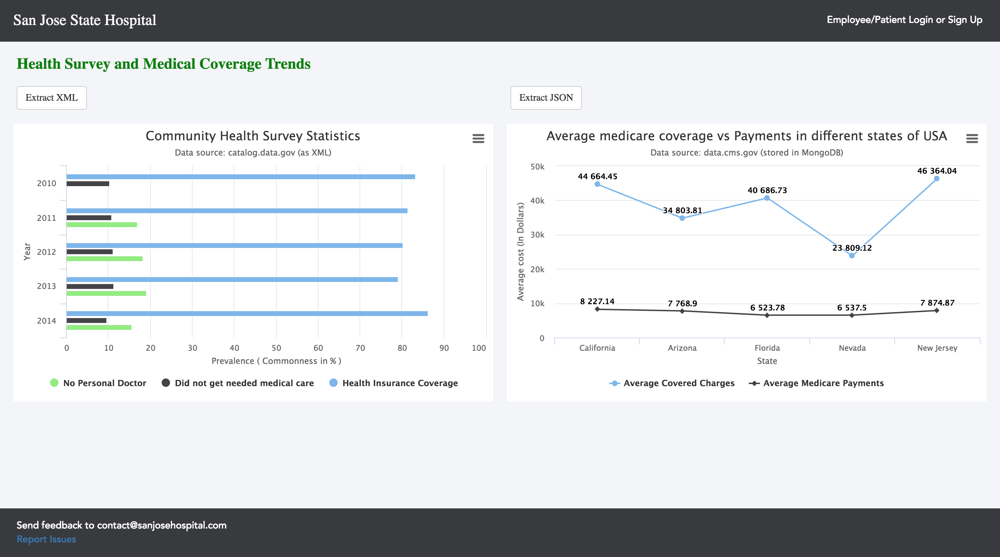 San Jose State Hospital
Employee/Patient Login or Sign Up
Health Survey and Medical Coverage Trends
Extract XML
Extract JSON
Community Health Survey Statistics
Data source: catalog.data.gov (as XML)
Year
2010
2011
2012
2013
2014
0 10 20 30 40 50 60 70 80 90 100
Prevalence ( Commonness in % )
No Personal Doctor Did not get needed medical care Health Insurance Coverage
Average medicare coverage vs Payments in different states of USA
Data source: data.cms.gov (stored in MongoDB)
Average cost (In Dollars)
50k
40k
30k
20k
10k
0
44 664.45
34 803.81
40 686.73
23 809.12
46 364.04
8 227.14
7 768.9
6 523.78
6 537.5
7 874.87
California Arizona Florida Nevada New Jersey
State
Average Covered Charges Average Medicare Payments
Send feedback to contact@sanjosehospital.com
Report Issues